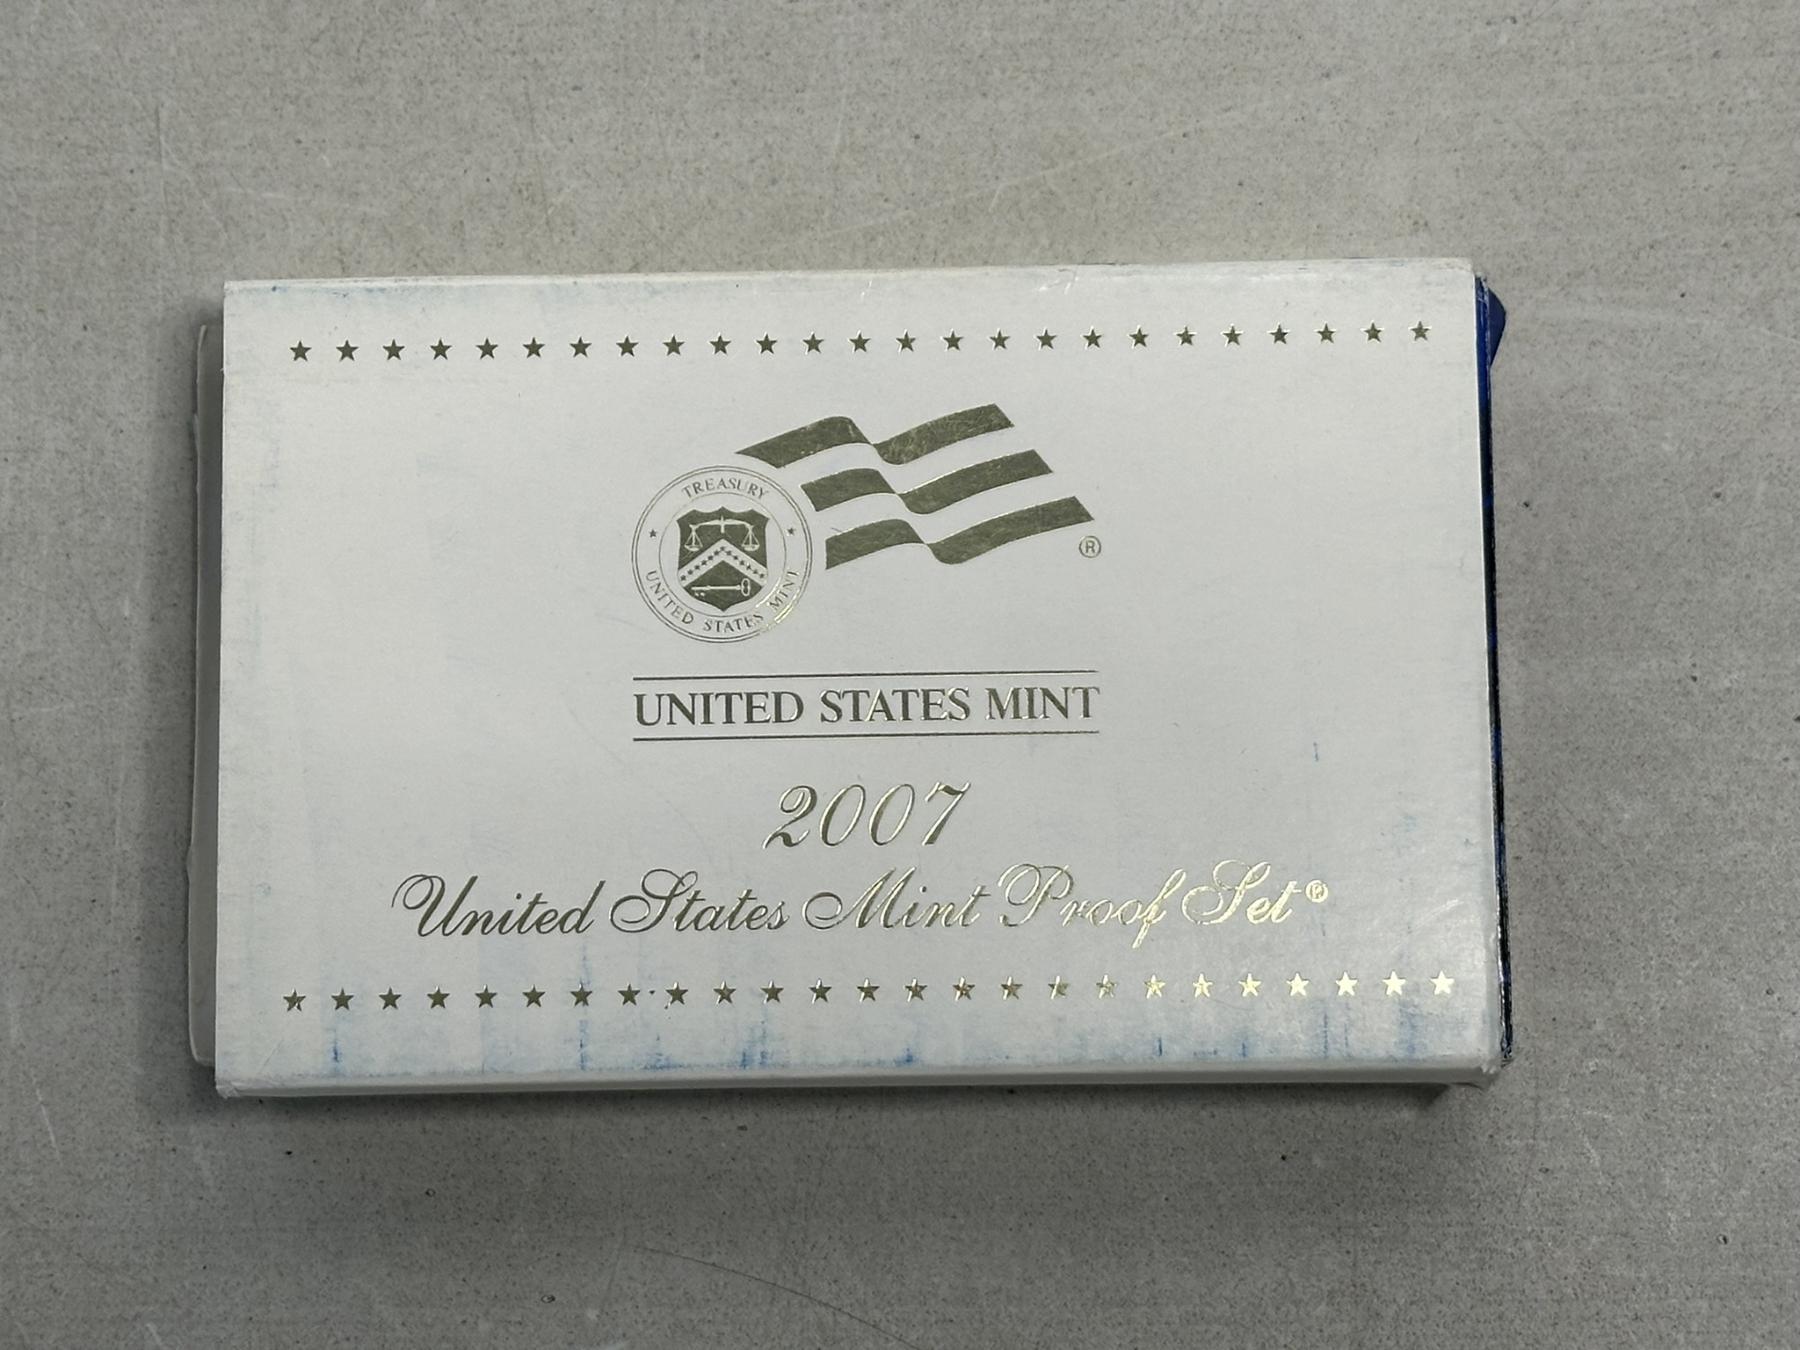 TREASURY
UNITED STATES MINT
®
UNITED STATES MINT
2007
United States Mint Proof Set®